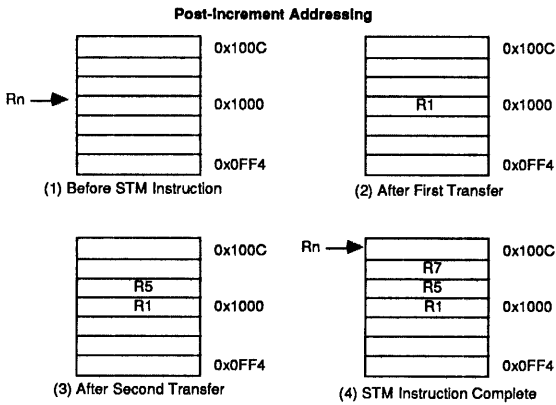 Post-Increment Addressing
0x100C
Rn
0x1000
0x0FF4
(1) Before STM Instruction
0x100C
R1
0x1000
0x0FF4
(2) After First Transfer
0x100C
R5
R1
0x1000
0x0FF4
(3) After Second Transfer
Rn
0x100C
R7
R5
R1
0x1000
0x0FF4
(4) STM Instruction Complete